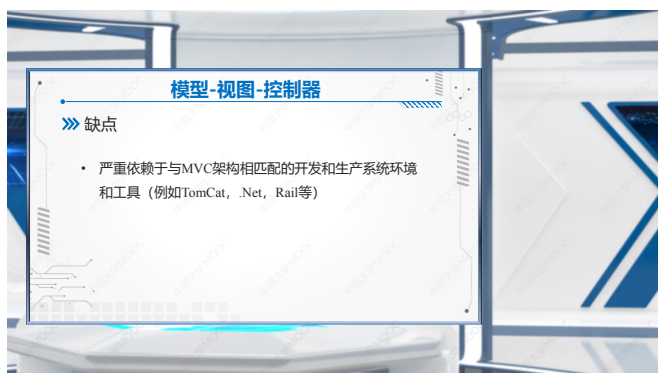 模型-视图-控制器
缺点
• 严重依赖于与MVC架构相匹配的开发和生产系统环境
和工具（例如TomCat，.Net，Rail等）